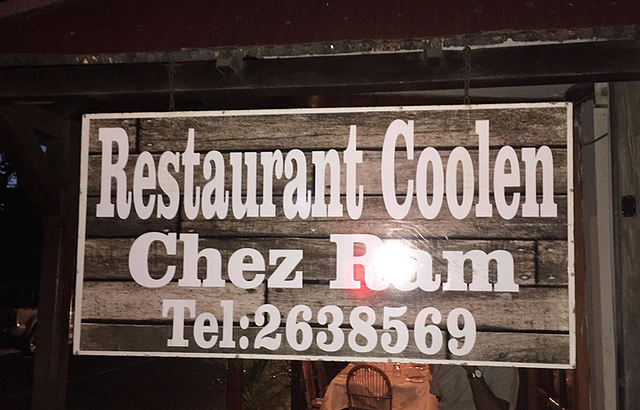 Restaurant Coolen
Chez Ram
Tel:2638569